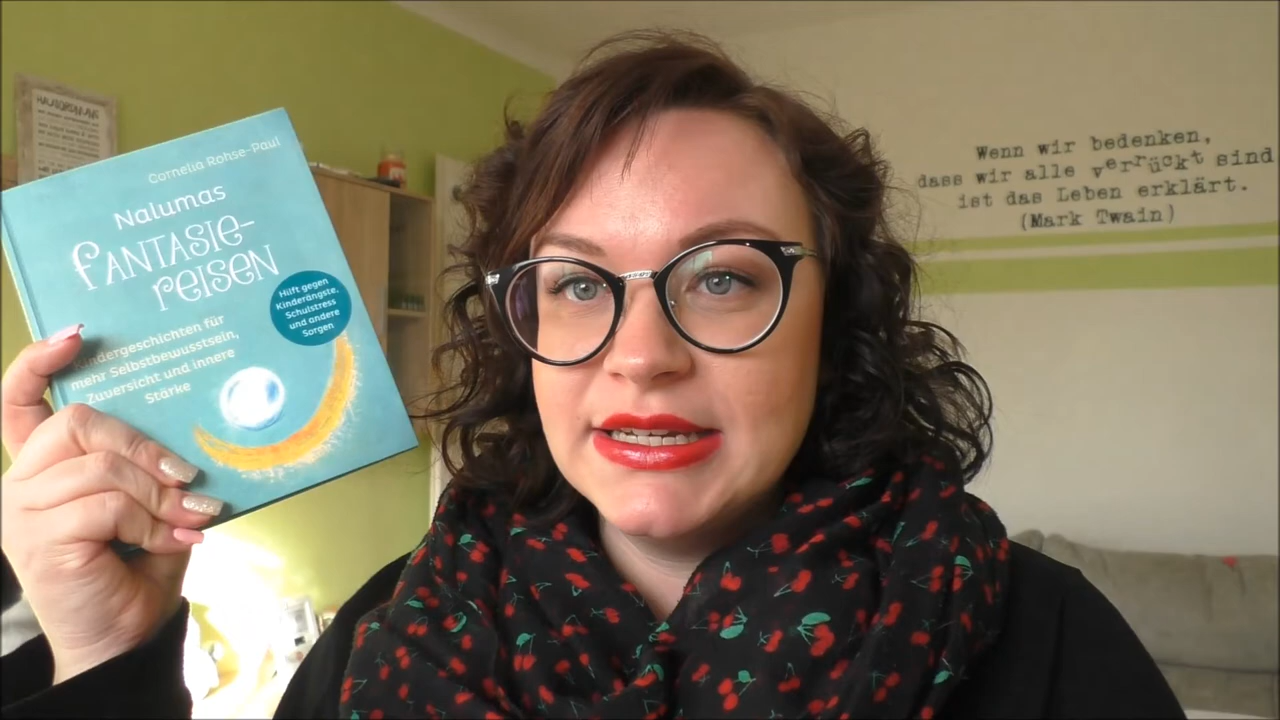 HAUSORDNUNG
Cornelia Rohse-Paul
Nalumas
FANTASIE-
REISEN
Hilft gegen
Kinderängste,
Schulstress
und andere
Sorgen
Kindergeschichten für
mehr Selbstbewusstsein,
Zuversicht und innere
Stärke
Wenn wir bedenken,
dass wir alle verrückt sind
ist das Leben erklärt.
(Mark Twain)